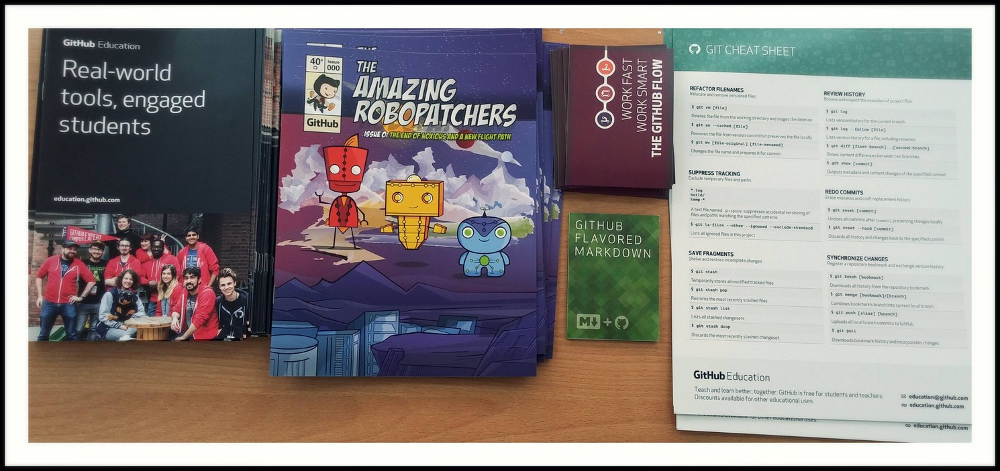 GitHub Education
Real-world
tools, engaged
students
education.github.com
GITHUB EXPERT
CAMPUS
40¢
Issue
000
GitHub
THE
AMAZING
ROBOPATCHERS
ISSUE 0: THE END OF NOXIOUS AND A NEW FLIGHT PATH
WORK FAST
WORK SMART
THE GITHUB FLOW
GITHUB
FLAVORED
MARKDOWN
M + 
GIT CHEAT SHEET
REFACTOR FILENAMES
Relocate and remove versioned files
$ git rm [file]
Deletes the file from the working directory and stages the deletion
$ git rm --cached [file]
Removes the file from version control but preserves the file locally
$ git mv [file-original] [file-renamed]
Changes the file name and prepares it for commit
SUPPRESS TRACKING
Exclude temporary files and paths
*.log
build/
temp-*
A text file named .gitignore suppresses accidental versioning of
files and paths matching the specified patterns
$ git ls-files --other --ignored --exclude-standard
Lists all ignored files in this project
SAVE FRAGMENTS
Shelve and restore incomplete changes
$ git stash
Temporarily stores all modified tracked files
$ git stash pop
Restores the most recently stashed files
$ git stash list
Lists all stashed changesets
$ git stash drop
Discards the most recently stashed changeset
REVIEW HISTORY
Browse and inspect the evolution of project files
$ git log
Lists version history for the current branch
$ git log --follow [file]
Lists version history for a file, including renames
$ git diff [first-branch]...[second-branch]
Shows content differences between two branches
$ git show [commit]
Outputs metadata and content changes of the specified commit
REDO COMMITS
Erase mistakes and craft replacement history
$ git reset [commit]
Undoes all commits after [commit], preserving changes locally
$ git reset --hard [commit]
Discards all history and changes back to the specified commit
SYNCHRONIZE CHANGES
Register a repository bookmark and exchange version history
$ git fetch [bookmark]
Downloads all history from the repository bookmark
$ git merge [bookmark]/[branch]
Combines bookmark's branch into current local branch
$ git push [alias] [branch]
Uploads all local branch commits to GitHub
$ git pull
Downloads bookmark history and incorporates changes
GitHub Education
Teach and learn better, together. GitHub is free for students and teachers.
Discounts available for other educational uses.
education@github.com
education.github.com
Discounts available for other educational uses.
education.github.com